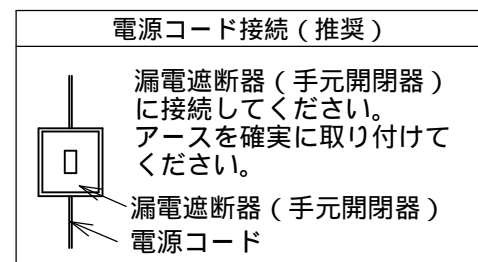 電源コード接続（推奨）
漏電遮断器（手元開閉器）
に接続してください。
アースを確実に取り付けて
ください。
漏電遮断器（手元開閉器）
電源コード